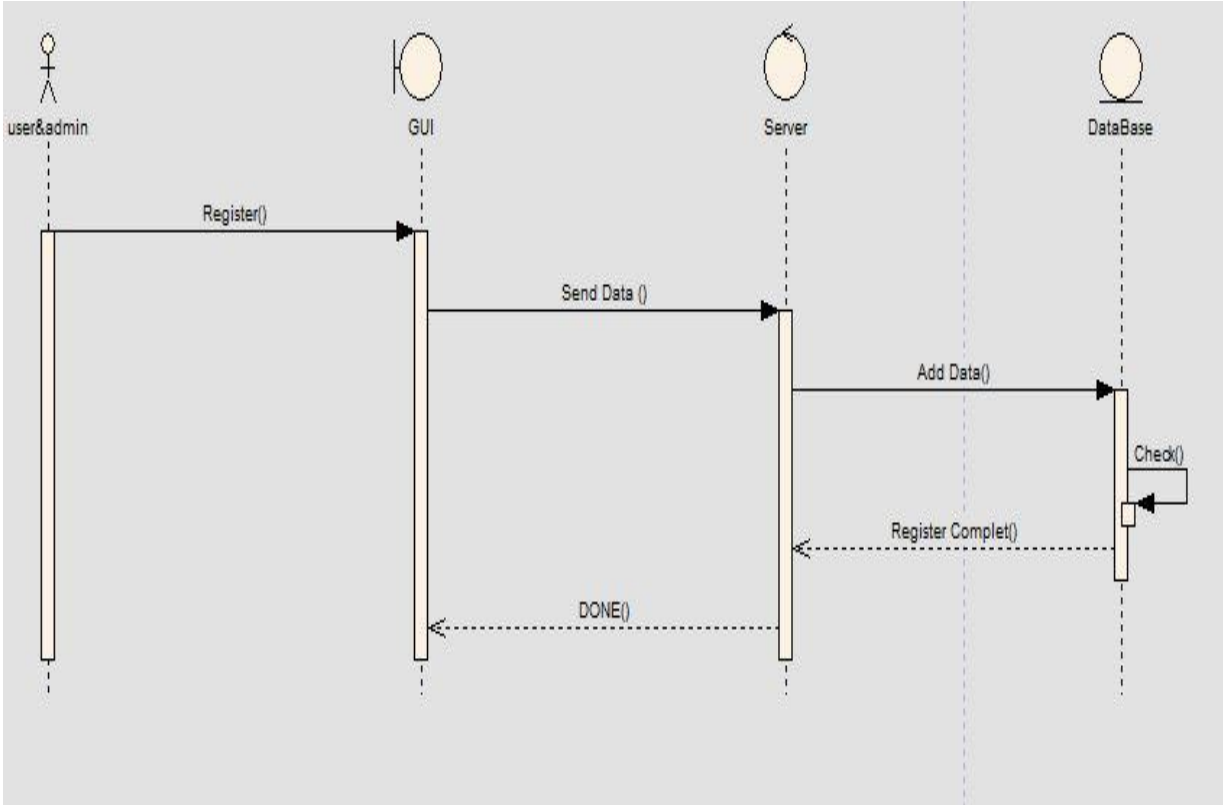 user&admin
GUI
Server
DataBase
Register()
Send Data ()
Add Data()
Check()
Register Complet()
DONE()